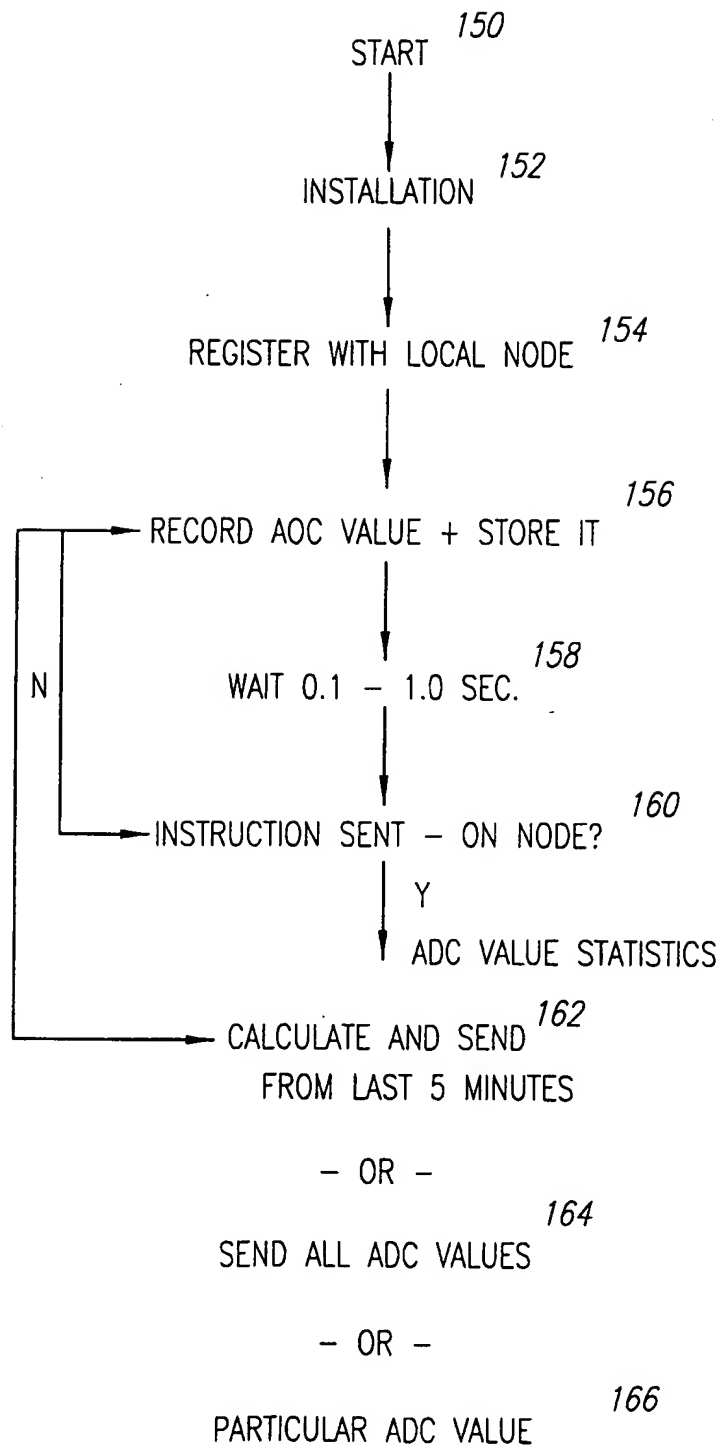 150
START
152
INSTALLATION
154
REGISTER WITH LOCAL NODE
156
RECORD AOC VALUE + STORE IT
158
N
WAIT 0.1 – 1.0 SEC.
160
INSTRUCTION SENT – ON NODE?
Y
ADC VALUE STATISTICS
162
CALCULATE AND SEND
FROM LAST 5 MINUTES
– OR –
164
SEND ALL ADC VALUES
– OR –
166
PARTICULAR ADC VALUE